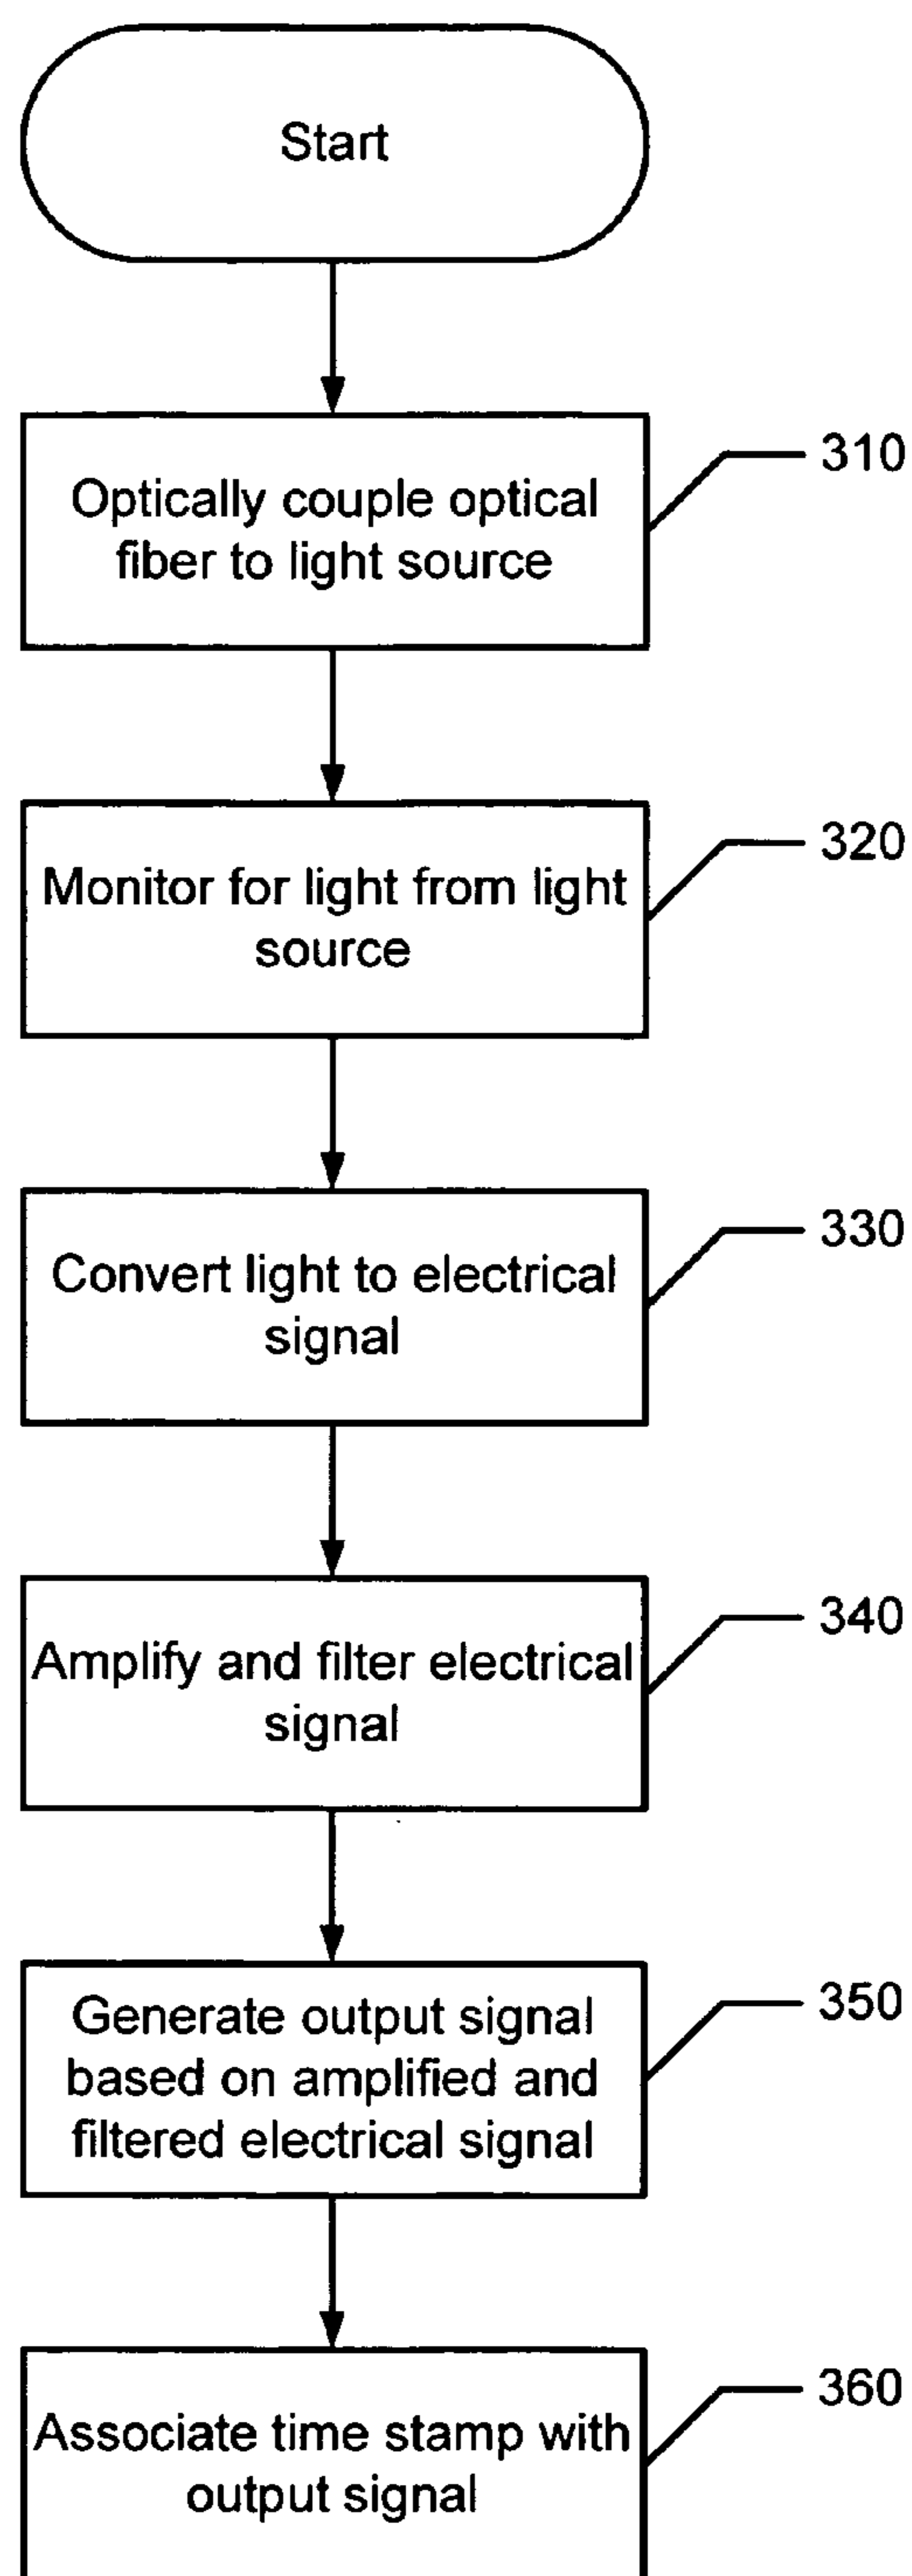 Start
310
Optically couple optical
fiber to light source
320
Monitor for light from light
source
330
Convert light to electrical
signal
340
Amplify and filter electrical
signal
350
Generate output signal
based on amplified and
filtered electrical signal
360
Associate time stamp with
output signal